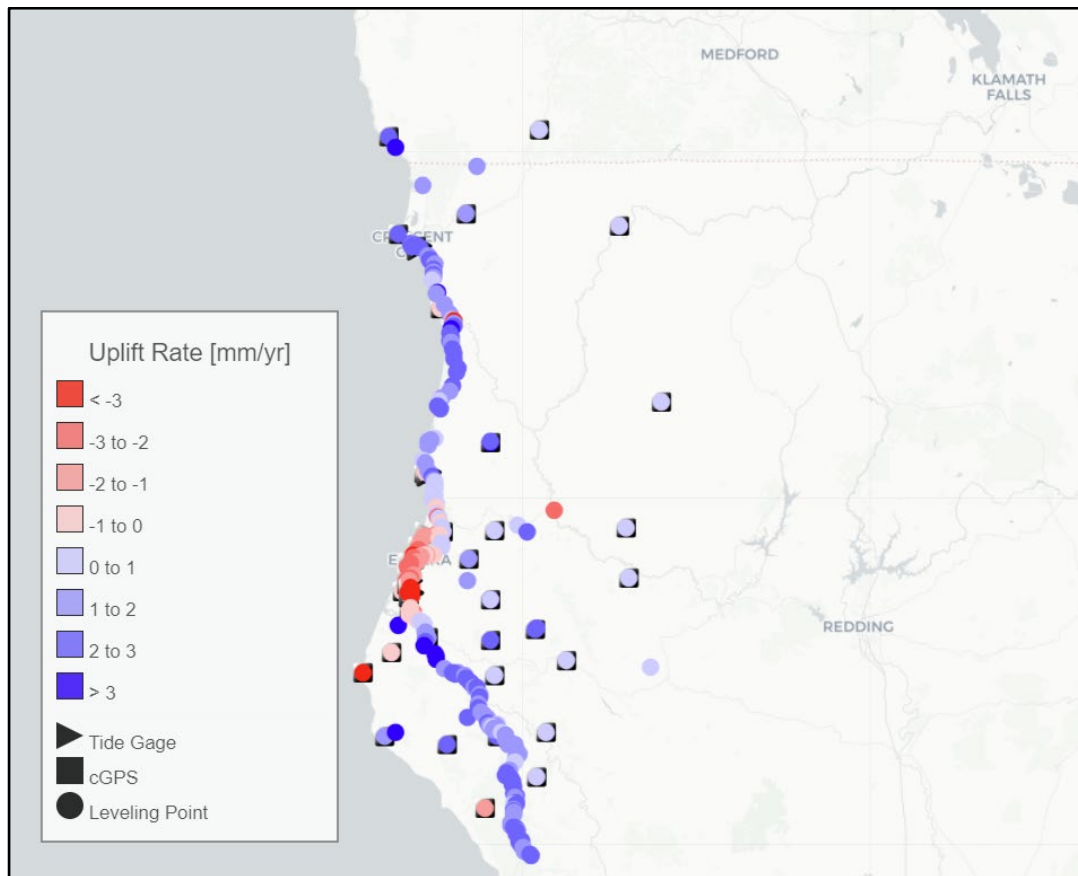 MEDFORD
KLAMATH
FALLS
Uplift Rate [mm/yr]
< -3
-3 to -2
-2 to -1
-1 to 0
0 to 1
1 to 2
2 to 3
> 3
Tide Gage
cGPS
Leveling Point
REDDING